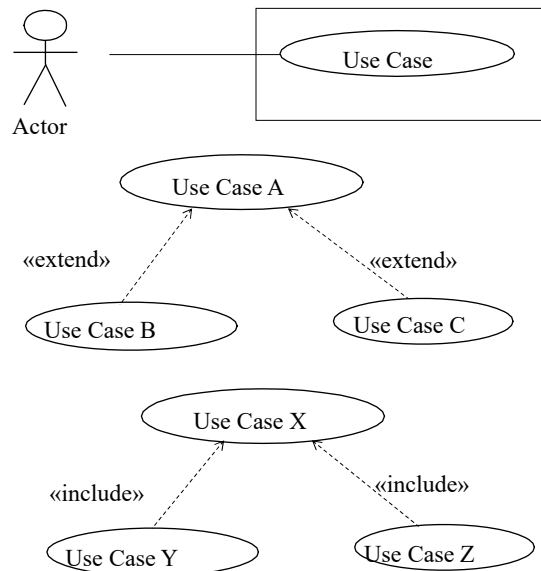 Use Case
Actor
Use Case A
«extend»
«extend»
Use Case B
Use Case C
Use Case X
«include»
«include»
Use Case Y
Use Case Z